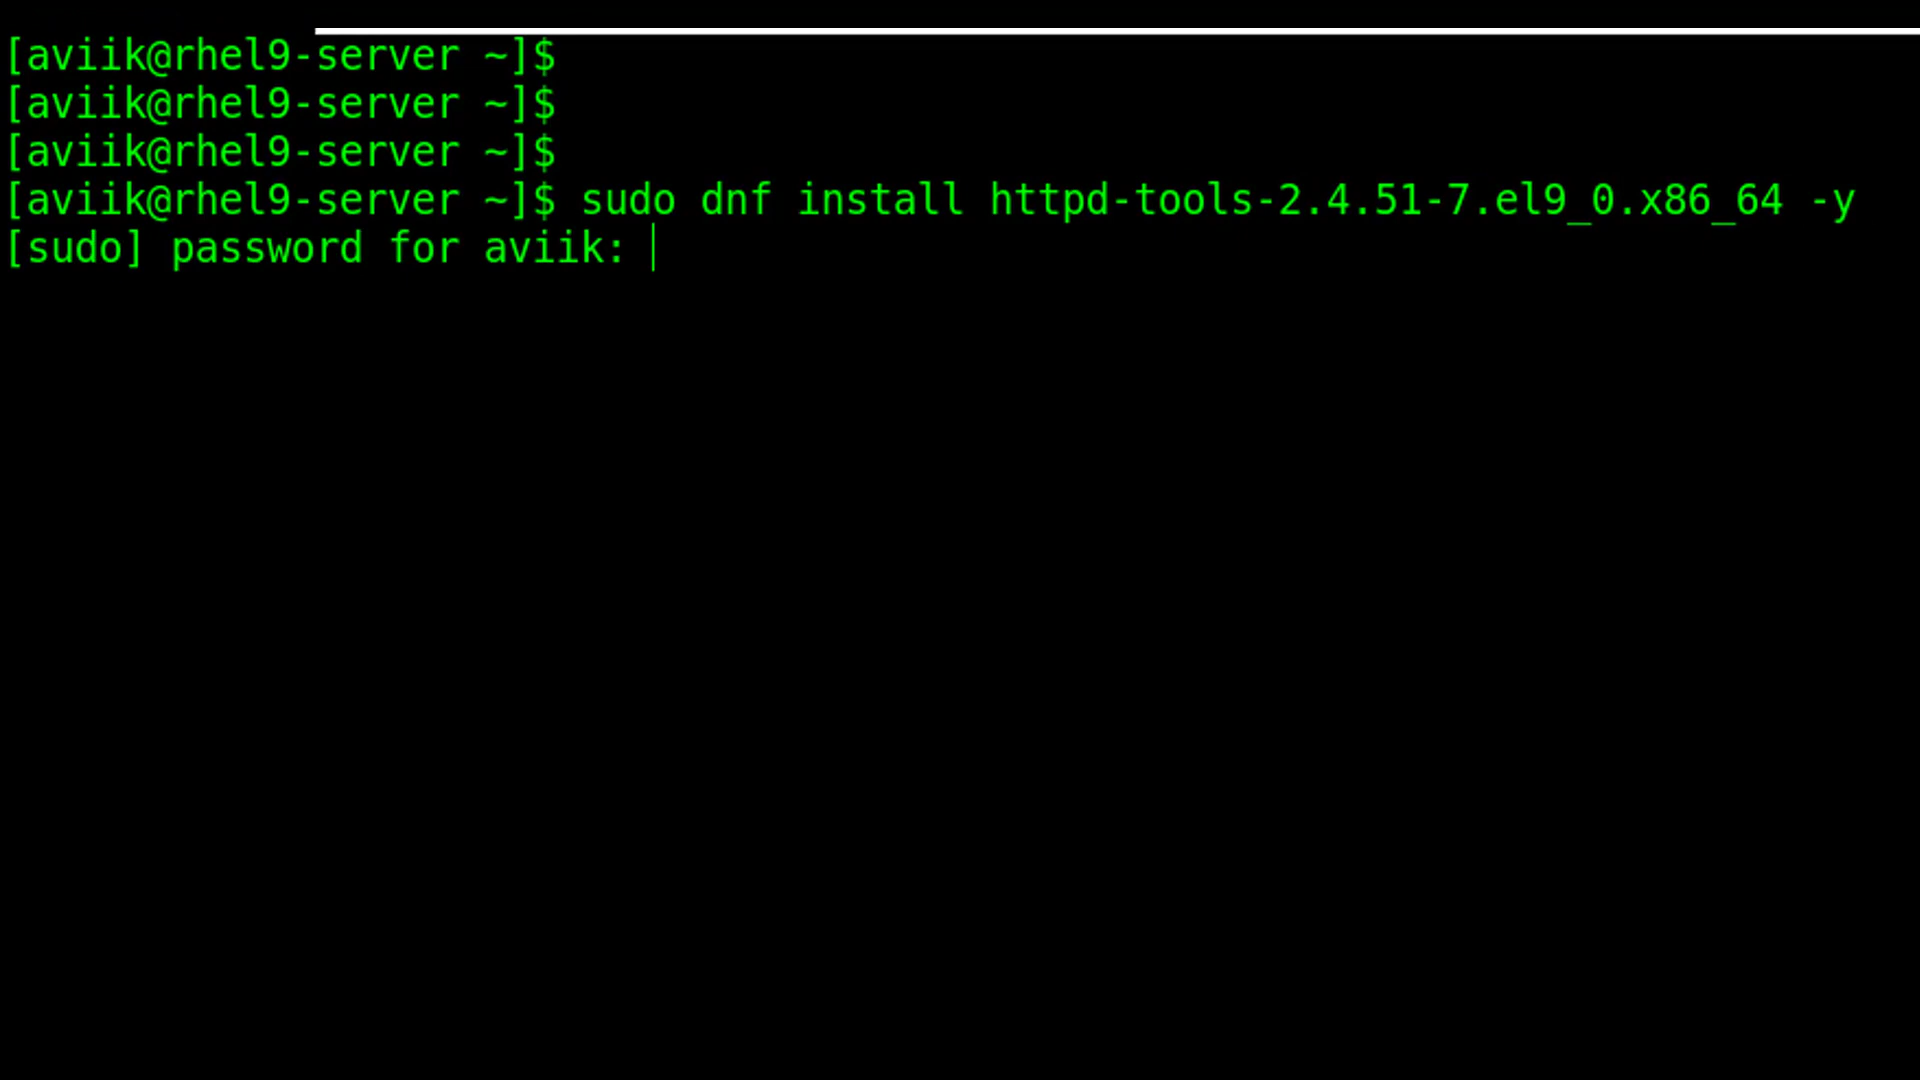 [aviik@rhel9-server ~]$
[aviik@rhel9-server ~]$
[aviik@rhel9-server ~]$
[aviik@rhel9-server ~]$ sudo dnf install httpd-tools-2.4.51-7.el9_0.x86_64 -y
[sudo] password for aviik: